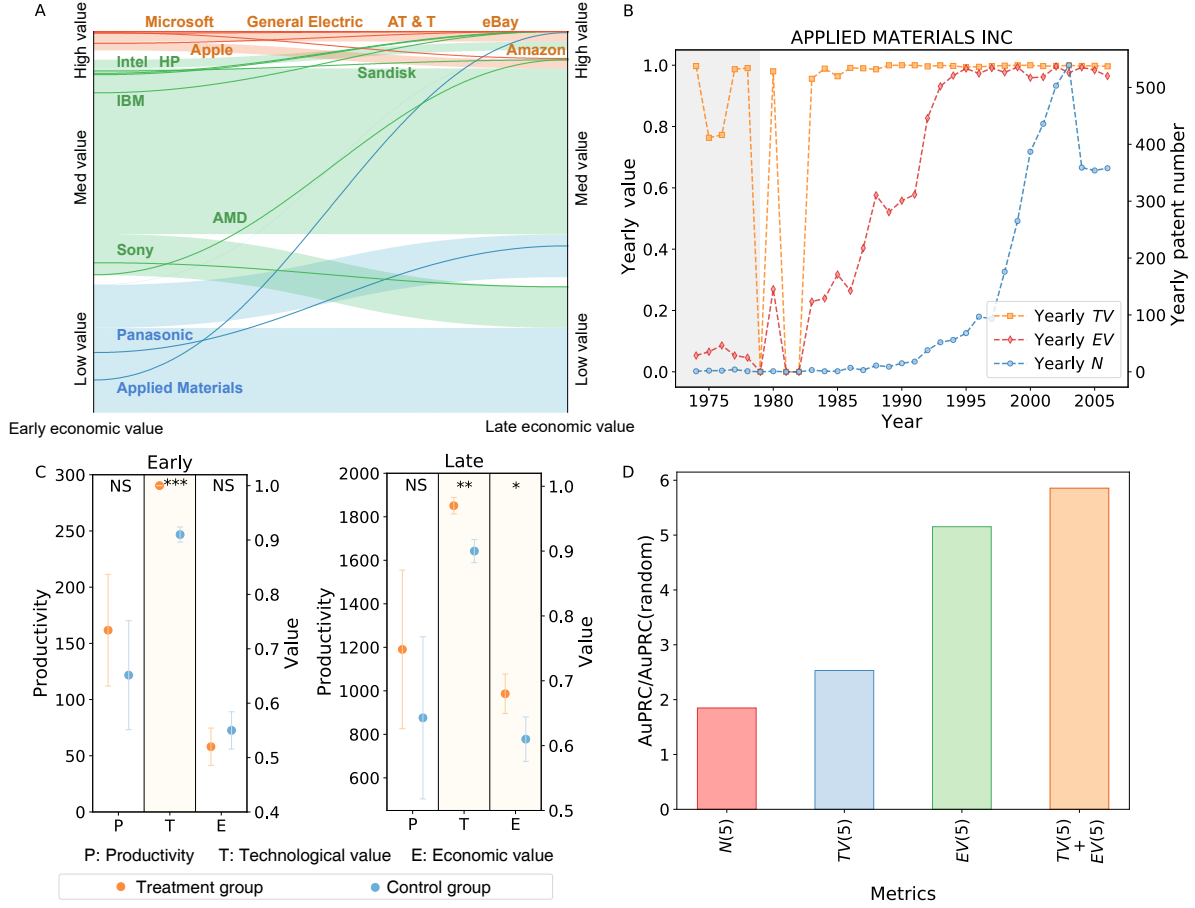 A
Microsoft General Electric AT & T eBay
Apple Amazon
Intel HP
Sandisk
IBM
AMD
Sony
Panasonic
Applied Materials
High value
Med value
Low value
High value
Med value
Low value
Early economic value
Late economic value
B
APPLIED MATERIALS INC
1.0
0.8
0.6
0.4
0.2
0.0
Yearly value
500
400
300
200
100
0
Yearly patent number
Yearly TV
Yearly EV
Yearly N
1975 1980 1985 1990 1995 2000 2005
Year
C
Early
300
250
200
150
100
50
0
Productivity
NS *** NS
1.0
0.9
0.8
0.7
0.6
0.5
0.4
Value
P T E
Late
2000
1800
1600
1400
1200
1000
800
600
Productivity
NS ** *
1.0
0.9
0.8
0.7
0.6
0.5
Value
P T E
P: Productivity T: Technological value E: Economic value
Treatment group Control group
D
6
5
4
3
2
1
0
AuPRC/AuPRC(random)
N(5)
TV(5)
EV(5)
TV(5)
+
EV(5)
Metrics